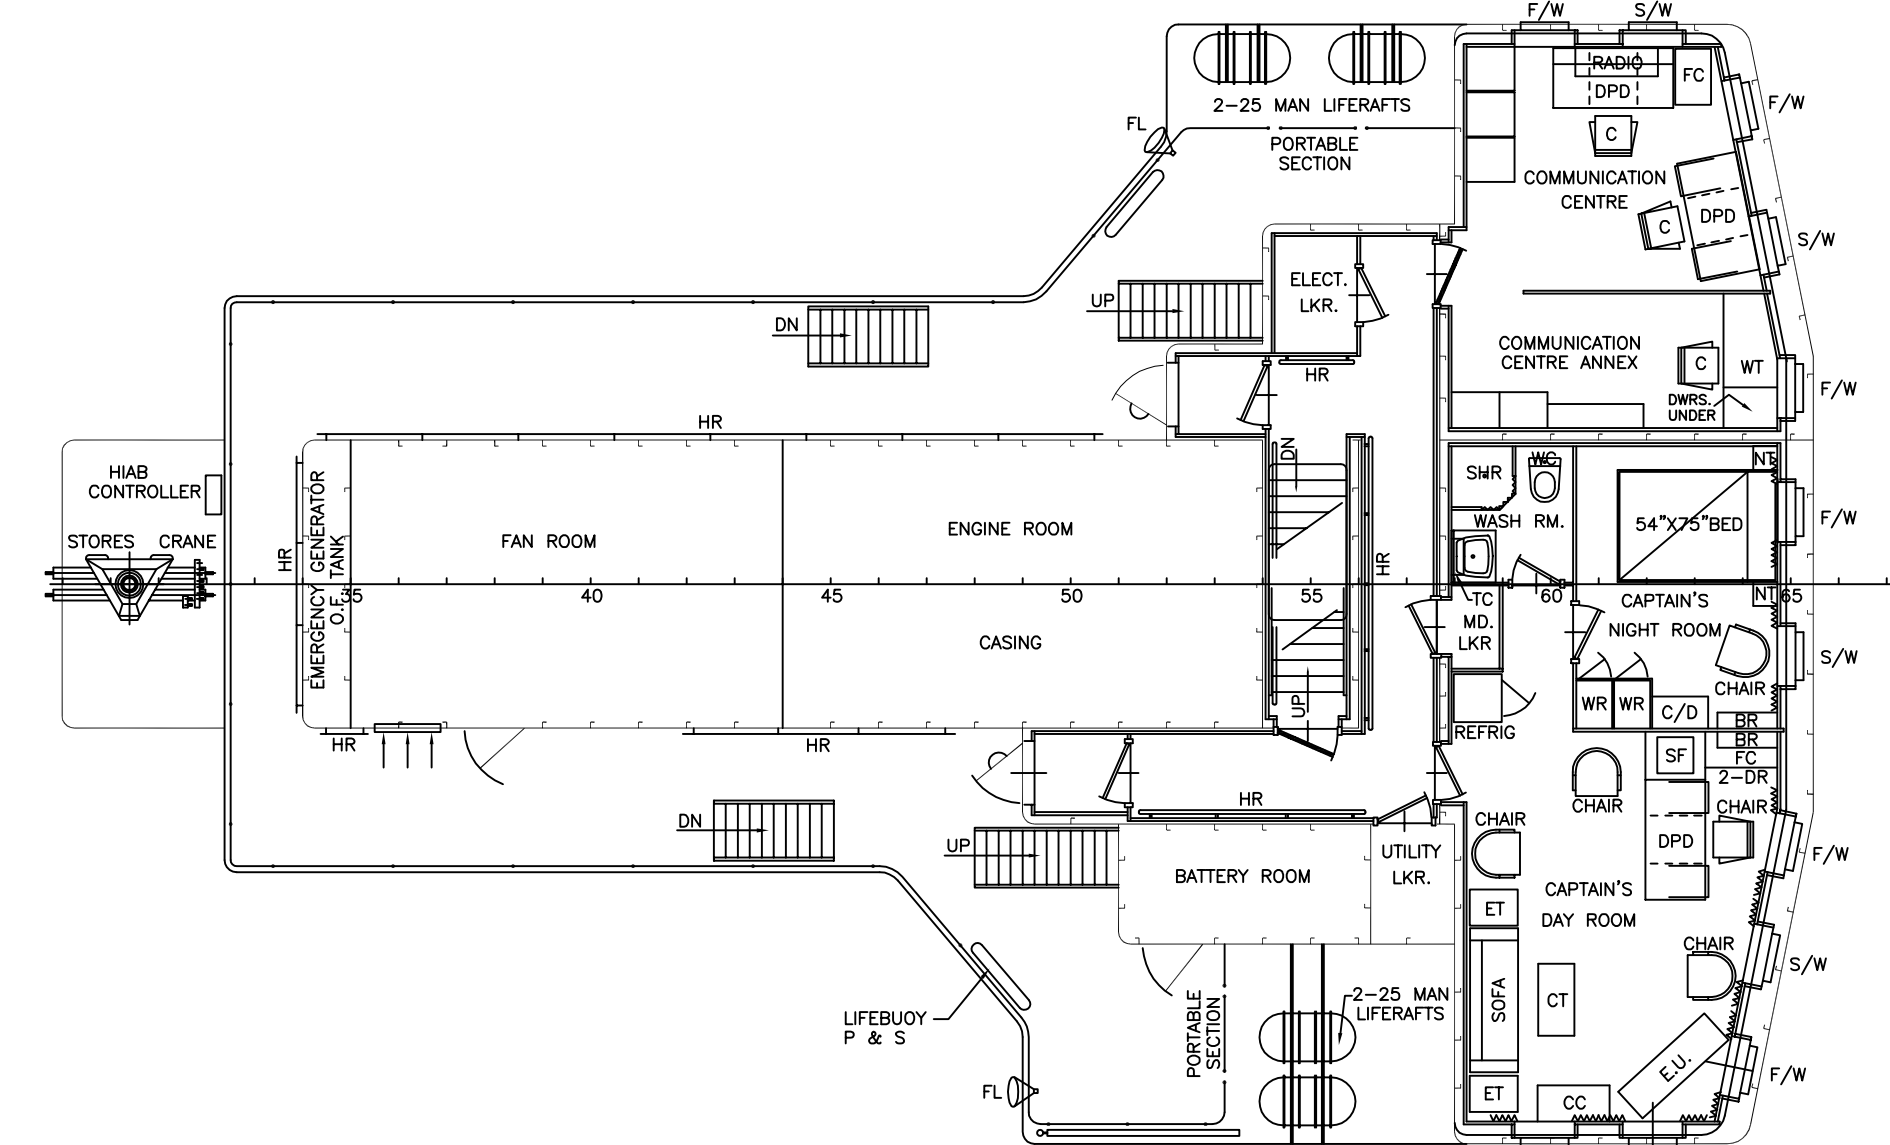 F/W
S/W
RADIO
FC
DPD
F/W
2-25 MAN LIFERAFTS
FL
PORTABLE
SECTION
C
COMMUNICATION
CENTRE
DPD
C
S/W
ELECT.
LKR.
UP
DN
COMMUNICATION
CENTRE ANNEX
C
WT
HR
F/W
DWRS.
UNDER
HR
DN
HIAB
CONTROLLER
SHR
WC
NT
WASH RM.
54"X75"BED
F/W
STORES CRANE
FAN ROOM
ENGINE ROOM
HR
EMERGENCY GENERATOR
O.F. TANK
HR
35
40
45
50
55
60
65
TC
MD.
LKR
CAPTAIN'S
NIGHT ROOM
NT
CASING
S/W
CHAIR
UP
WR
WR
C/D
BR
REFRIG
BR
HR
HR
SF
FC
2-DR
CHAIR
CHAIR
HR
DN
CHAIR
UP
DPD
F/W
UTILITY
LKR.
BATTERY ROOM
CAPTAIN'S
DAY ROOM
ET
CHAIR
S/W
SOFA
CT
2-25 MAN
LIFERAFTS
LIFEBUOY
P & S
PORTABLE
SECTION
E.U.
F/W
FL
ET
CC